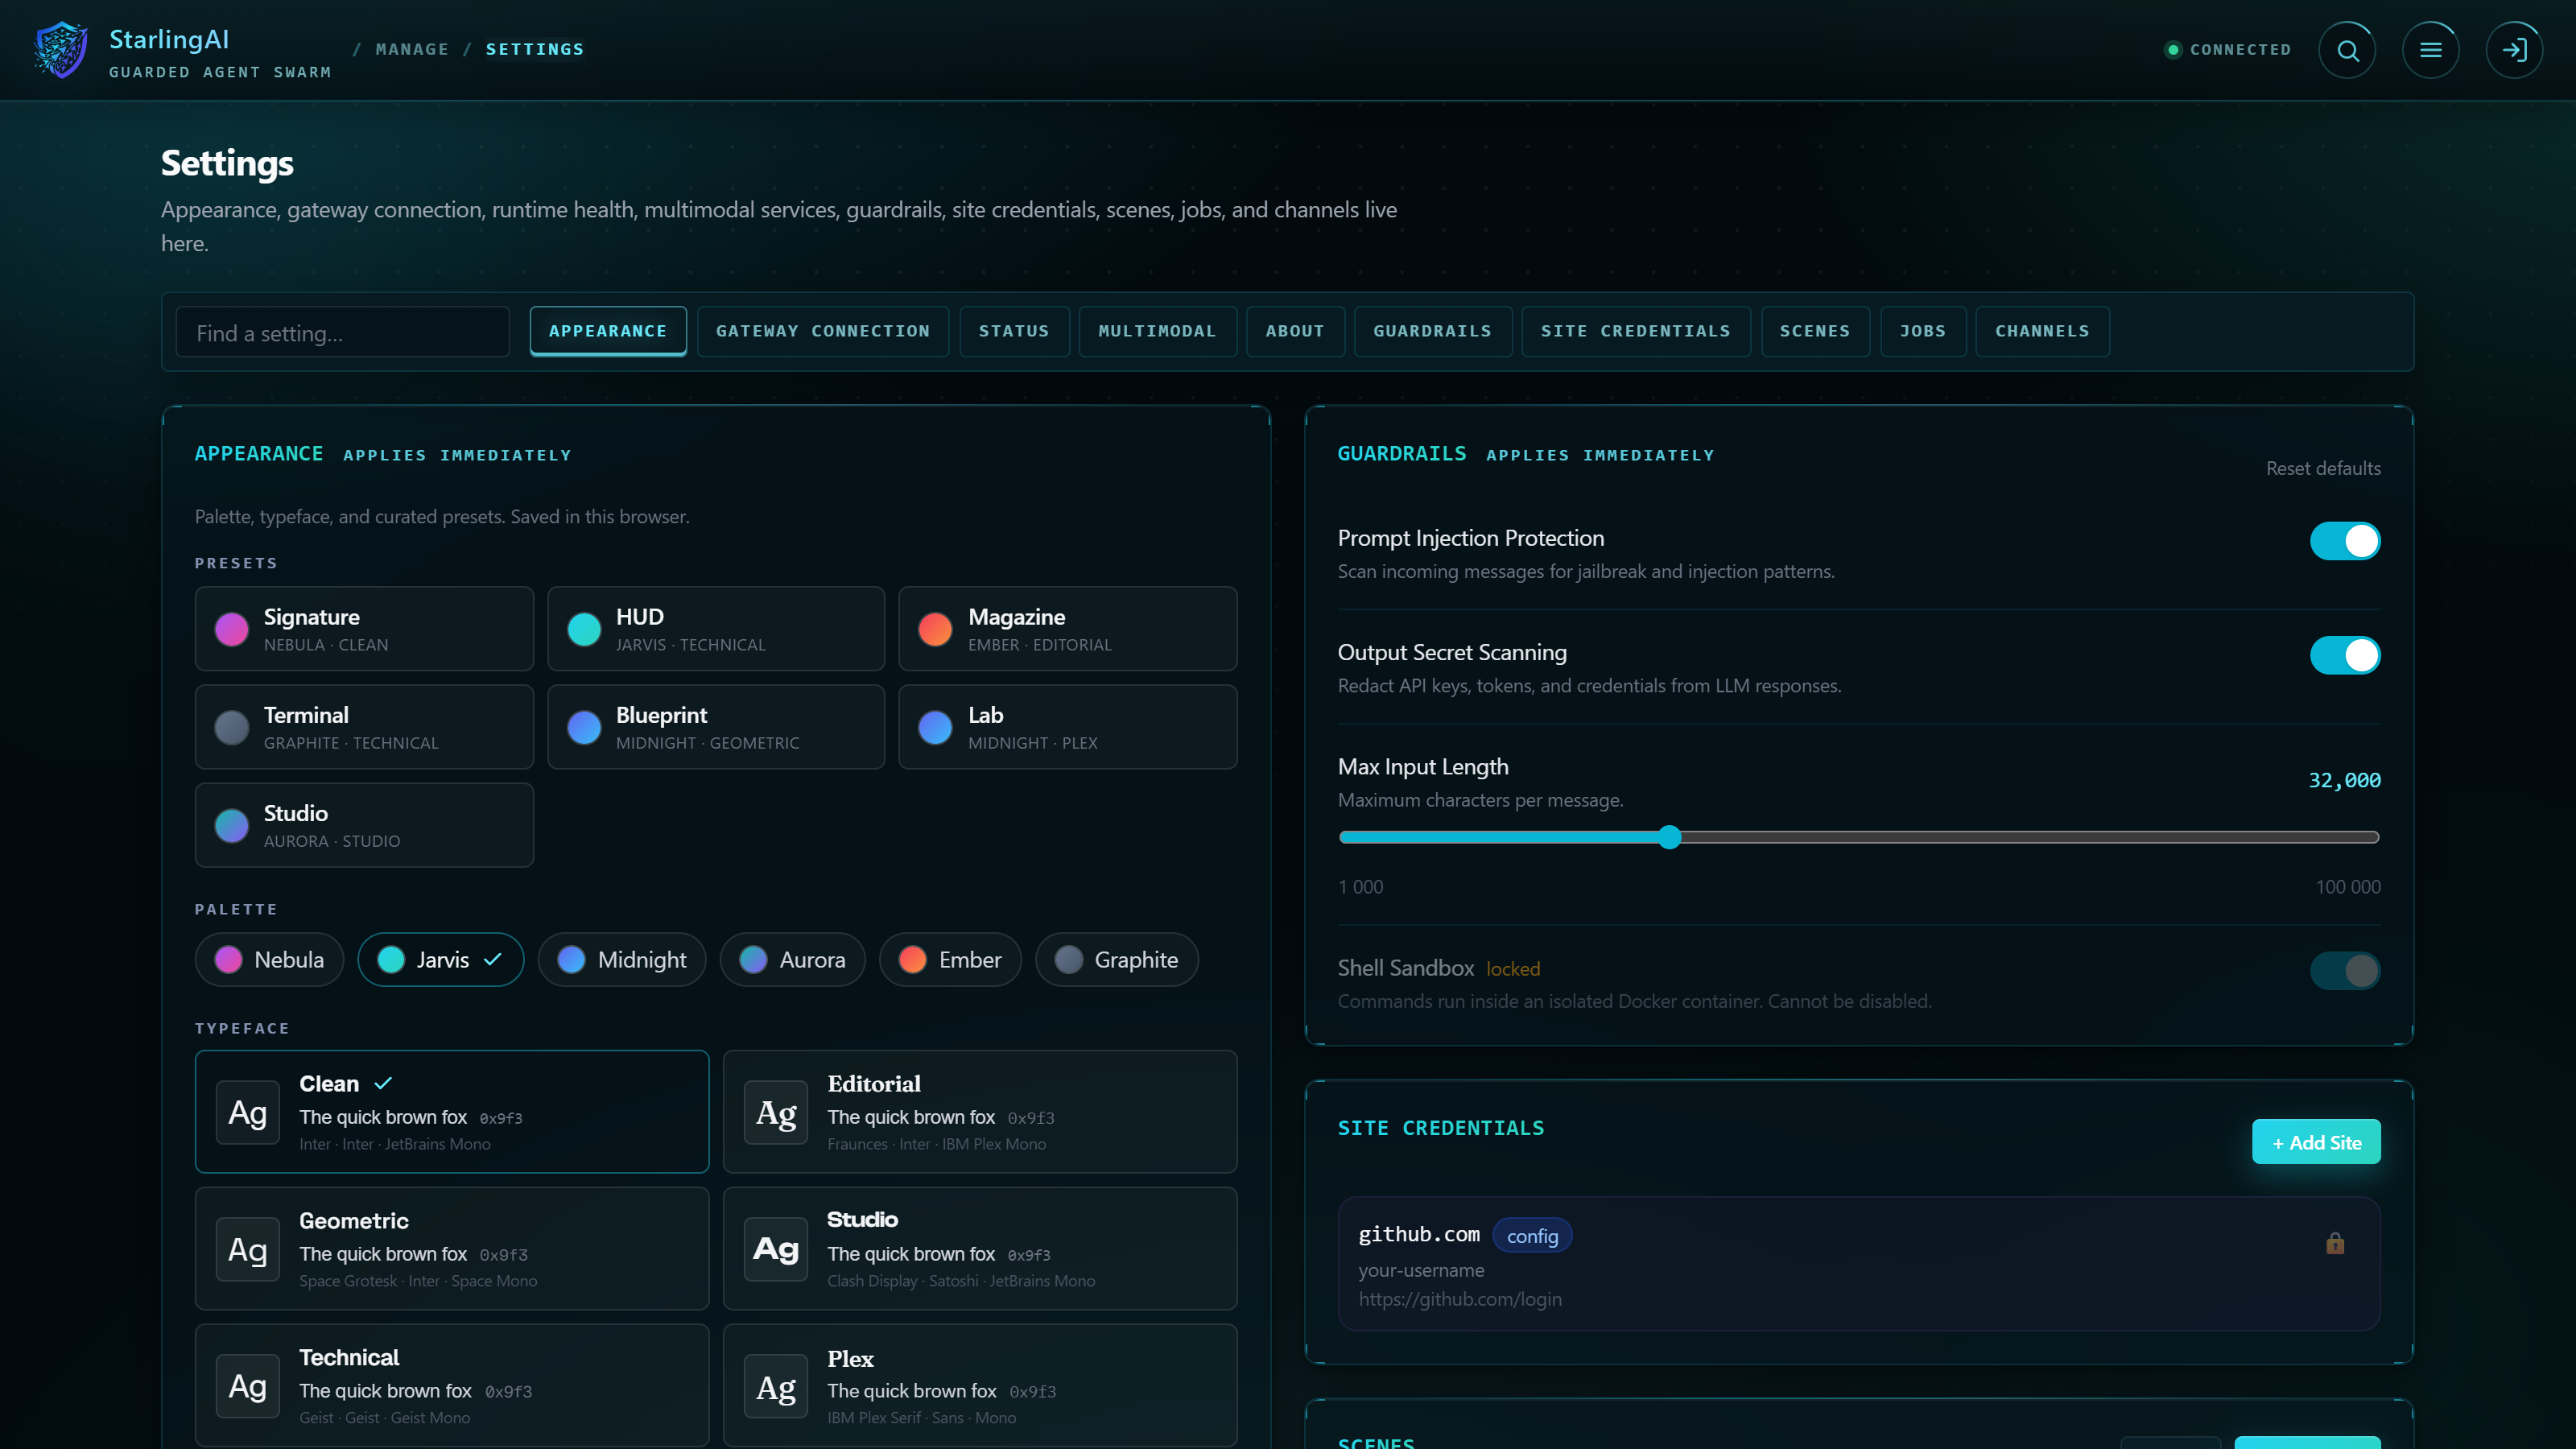 StarlingAI
GUARDED AGENT SWARM
/ MANAGE / SETTINGS
CONNECTED
Settings
Appearance, gateway connection, runtime health, multimodal services, guardrails, site credentials, scenes, jobs, and channels live
here.
Find a setting...
APPEARANCE
GATEWAY CONNECTION
STATUS
MULTIMODAL
ABOUT
GUARDRAILS
SITE CREDENTIALS
SCENES
JOBS
CHANNELS
APPEARANCE APPLIES IMMEDIATELY
Palette, typeface, and curated presets. Saved in this browser.
PRESETS
Signature
NEBULA · CLEAN
HUD
JARVIS · TECHNICAL
Magazine
EMBER · EDITORIAL
Terminal
GRAPHITE · TECHNICAL
Blueprint
MIDNIGHT · GEOMETRIC
Lab
MIDNIGHT · PLEX
Studio
AURORA · STUDIO
PALETTE
Nebula
Jarvis
Midnight
Aurora
Ember
Graphite
TYPEFACE
Ag
Clean
The quick brown fox 0x9f3
Inter · Inter · JetBrains Mono
Ag
Editorial
The quick brown fox 0x9f3
Fraunces · Inter · IBM Plex Mono
Ag
Geometric
The quick brown fox 0x9f3
Space Grotesk · Inter · Space Mono
Ag
Studio
The quick brown fox 0x9f3
Clash Display · Satoshi · JetBrains Mono
Ag
Technical
The quick brown fox 0x9f3
Geist · Geist · Geist Mono
Ag
Plex
The quick brown fox 0x9f3
IBM Plex Serif · Sans · Mono
GUARDRAILS APPLIES IMMEDIATELY
Reset defaults
Prompt Injection Protection
Scan incoming messages for jailbreak and injection patterns.
Output Secret Scanning
Redact API keys, tokens, and credentials from LLM responses.
Max Input Length
32,000
Maximum characters per message.
1 000
100 000
Shell Sandbox locked
Commands run inside an isolated Docker container. Cannot be disabled.
SITE CREDENTIALS
+ Add Site
github.com config
your-username
https://github.com/login
SCENES